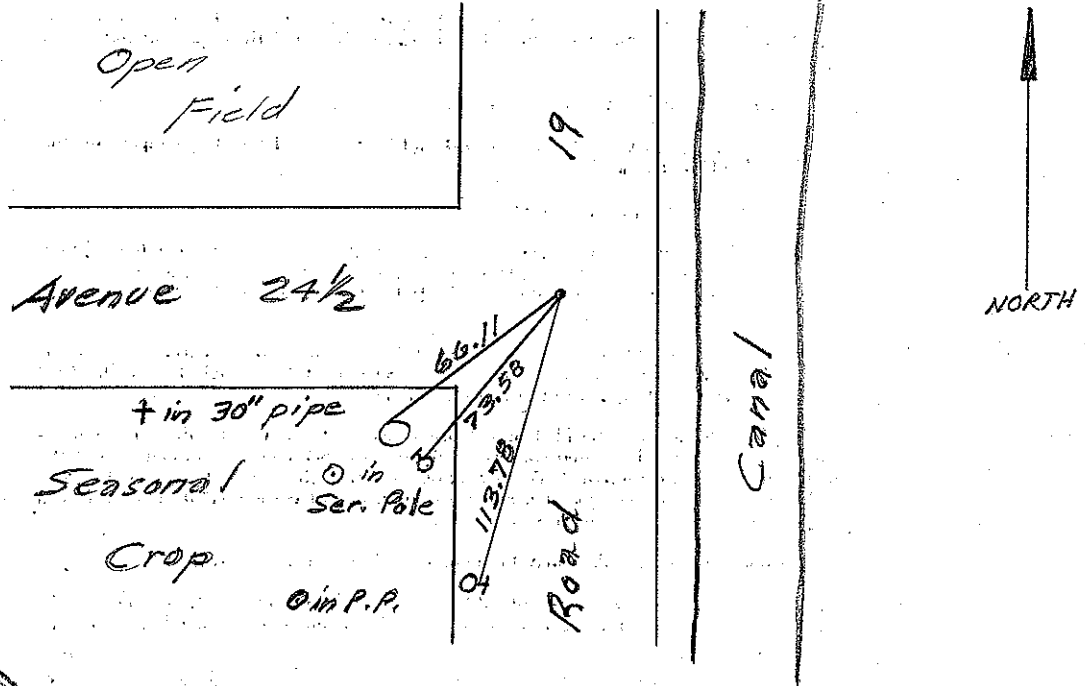 Open
Field
19
Avenue 24½
NORTH
66.11
73.58
113.78
+ in 30" pipe
Seasonal
⊙ in
Ser. Pole
Crop
⊙ in P.P.
Road
Canal